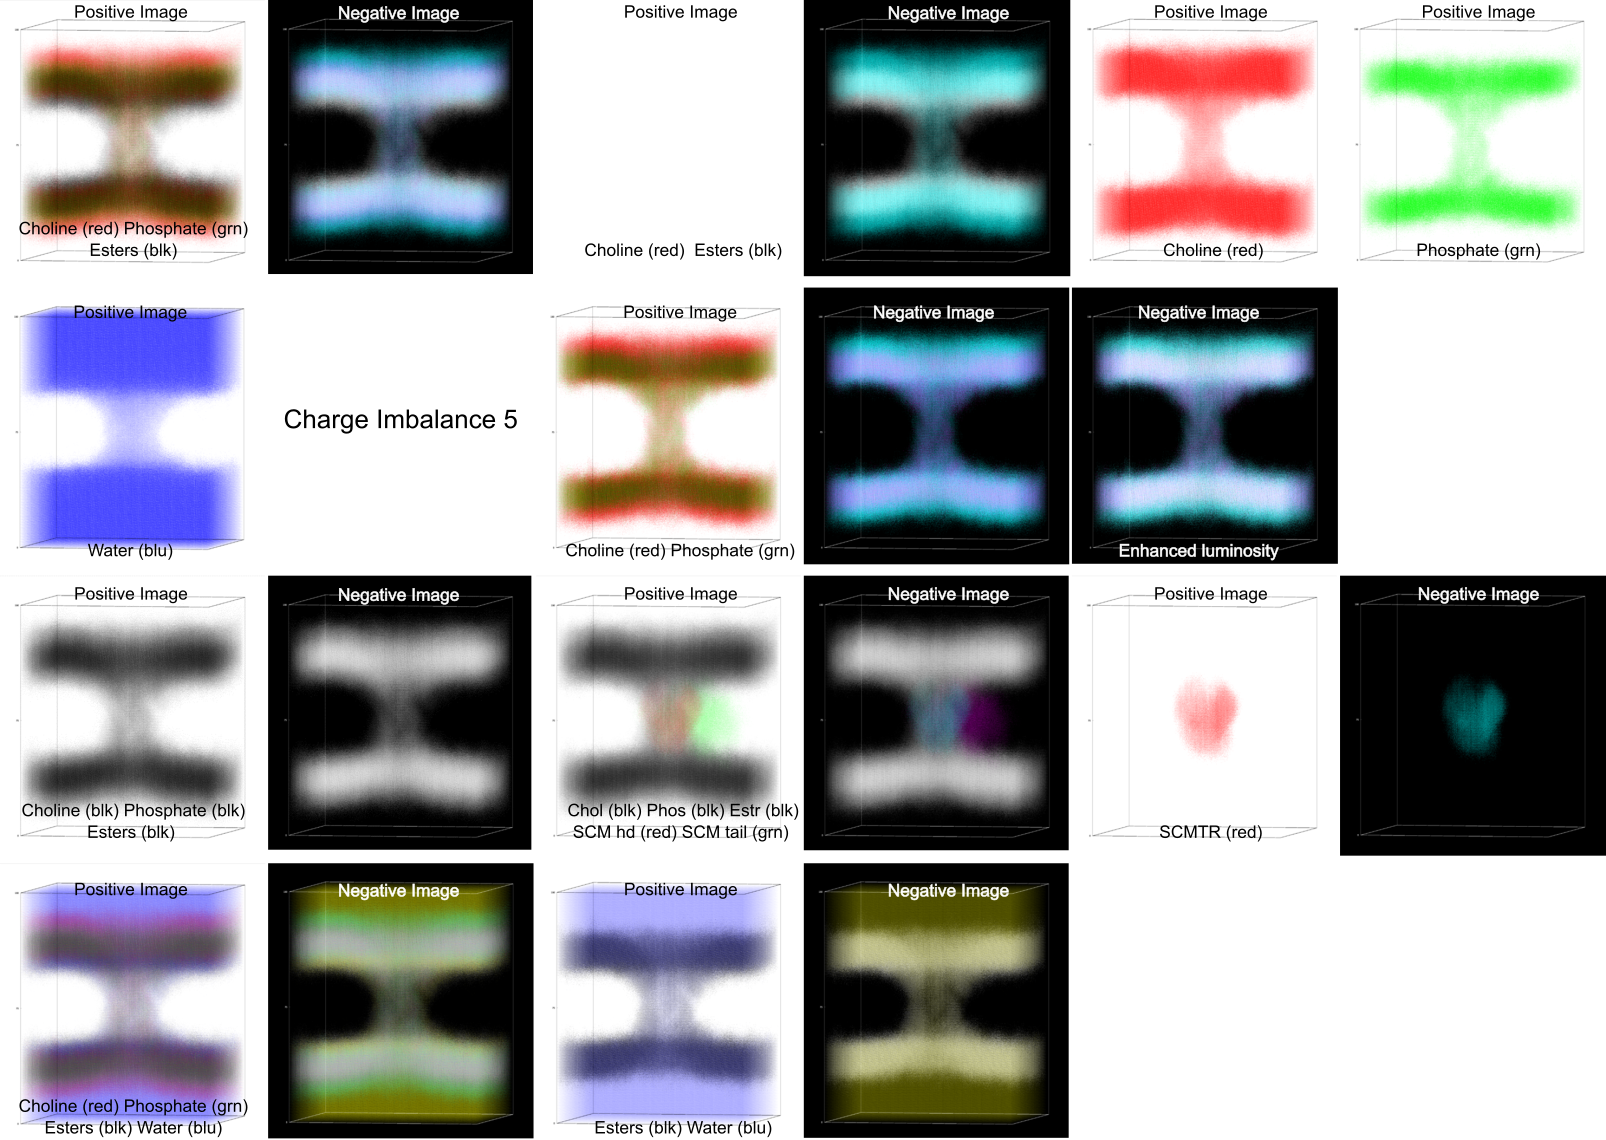 Positive Image
Negative Image
Positive Image
Negative Image
Positive Image
Positive Image
Choline (red) Phosphate (grn)
Esters (blk)
Choline (red) Esters (blk)
Choline (red)
Phosphate (grn)
Positive Image
Positive Image
Negative Image
Negative Image
Charge Imbalance 5
Water (blu)
Choline (red) Phosphate (grn)
Enhanced luminosity
Positive Image
Negative Image
Positive Image
Negative Image
Positive Image
Negative Image
Choline (blk) Phosphate (blk)
Esters (blk)
Chol (blk) Phos (blk) Estr (blk)
SCM hd (red) SCM tail (grn)
SCMTR (red)
Positive Image
Negative Image
Positive Image
Negative Image
Choline (red) Phosphate (grn)
Esters (blk) Water (blu)
Esters (blk) Water (blu)